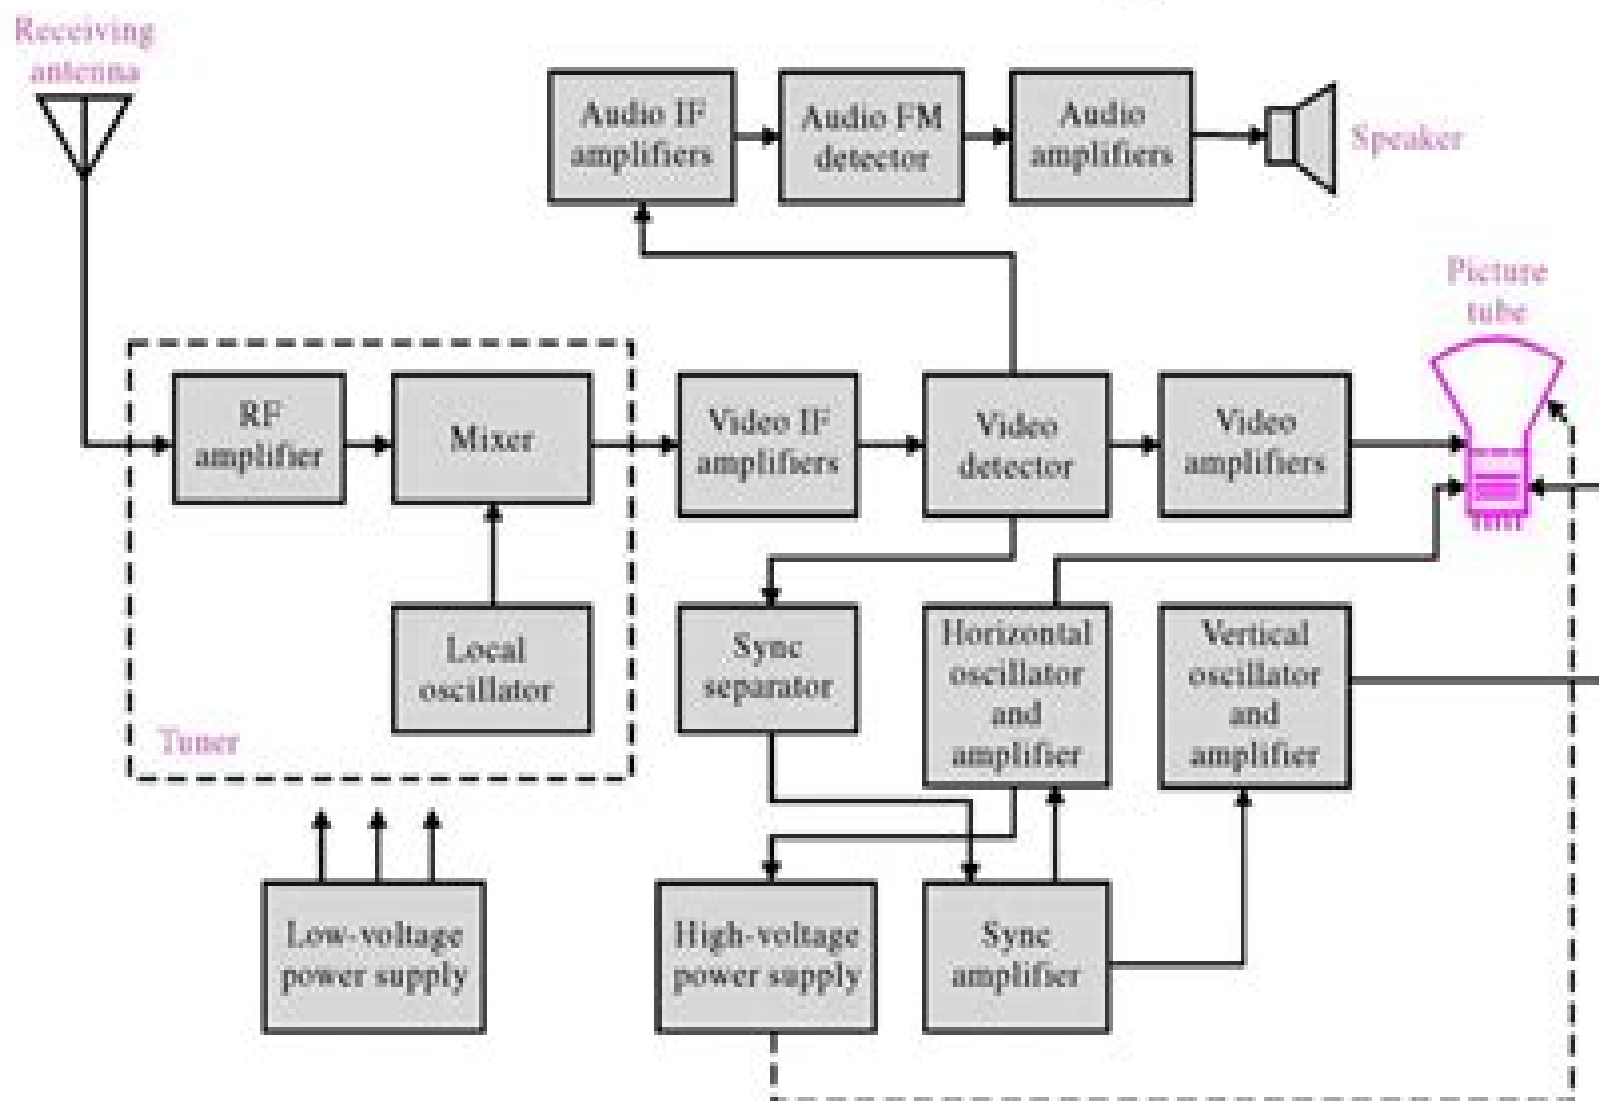 Receiving
antenna
Audio IF
amplifiers
Audio FM
detector
Audio
amplifiers
Speaker
Picture
tube
RF
amplifier
Mixer
Video IF
amplifiers
Video
detector
Video
amplifiers
Local
oscillator
Tuner
Sync
separator
Horizontal
oscillator
and
amplifier
Vertical
oscillator
and
amplifier
Low-voltage
power supply
High-voltage
power supply
Sync
amplifier